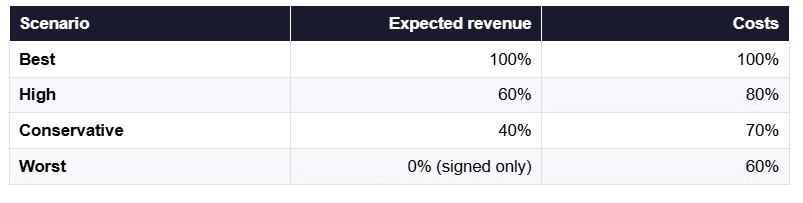 Scenario Expected revenue Costs
Best 100% 100%
High 60% 80%
Conservative 40% 70%
Worst 0% (signed only) 60%